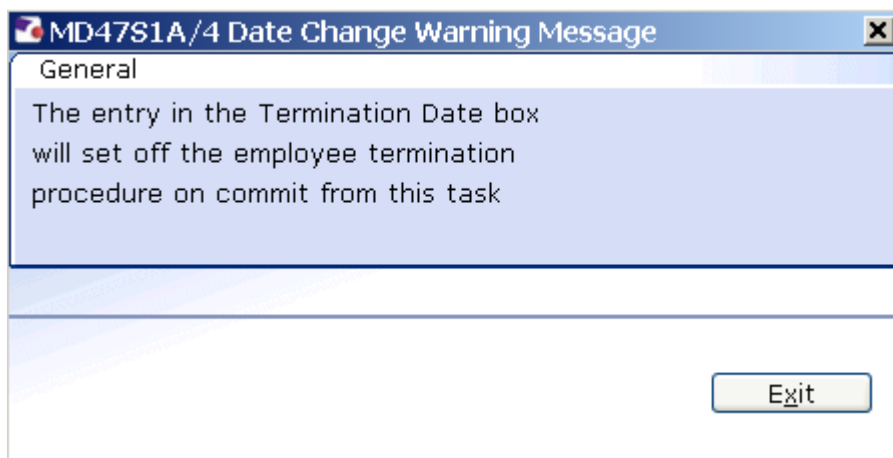 MD47S1A/4 Date Change Warning Message
General
The entry in the Termination Date box
will set off the employee termination
procedure on commit from this task
Exit